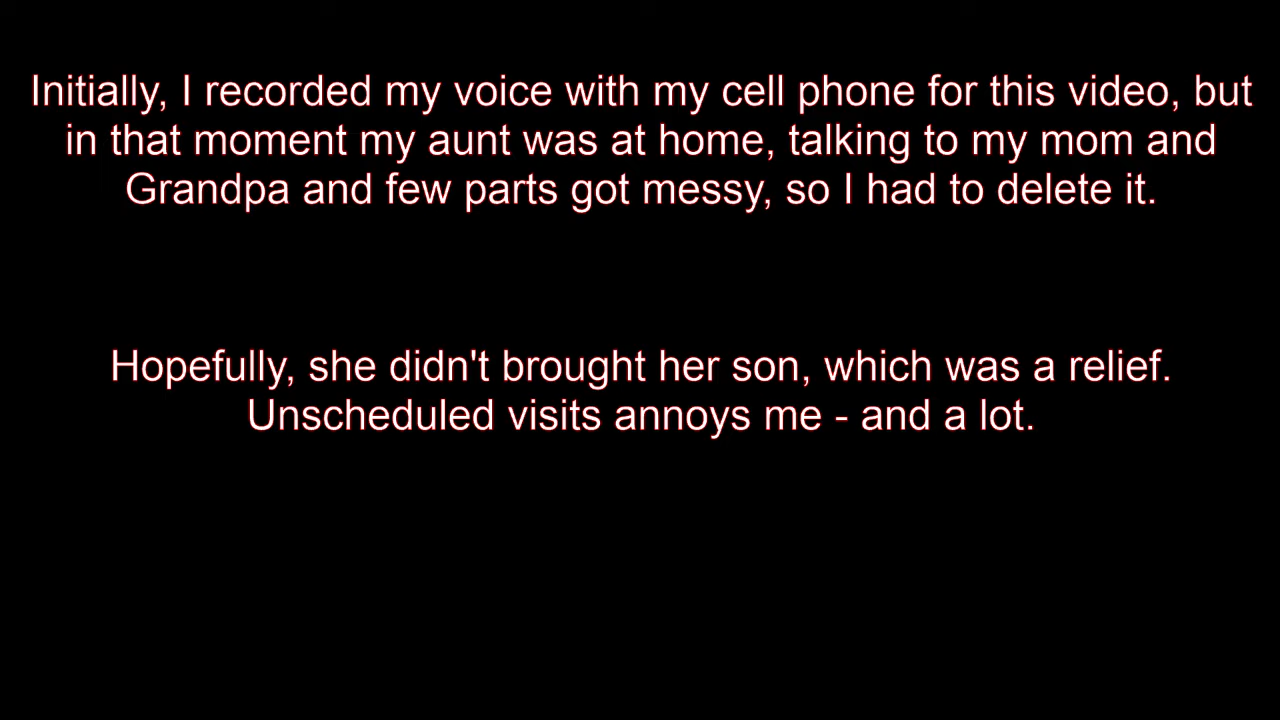 Initially, I recorded my voice with my cell phone for this video, but
in that moment my aunt was at home, talking to my mom and
Grandpa and few parts got messy, so I had to delete it.
Hopefully, she didn't brought her son, which was a relief.
Unscheduled visits annoys me - and a lot.